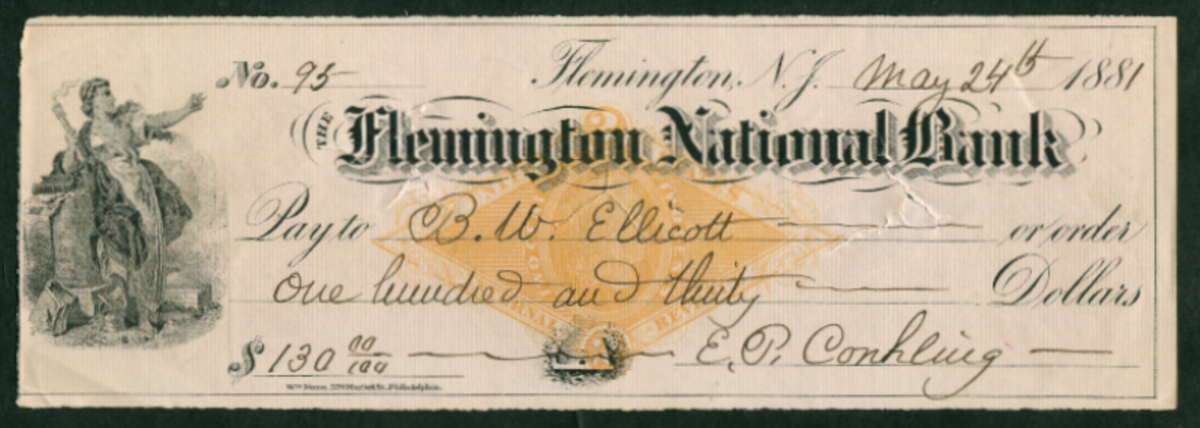 No. 95 Flemington, N.J. May 24th 1881
THE Flemington National Bank
Pay to B. W. Ellicott or order
One hundred and thirty Dollars
$ 130 00/100 E. P. Conkling